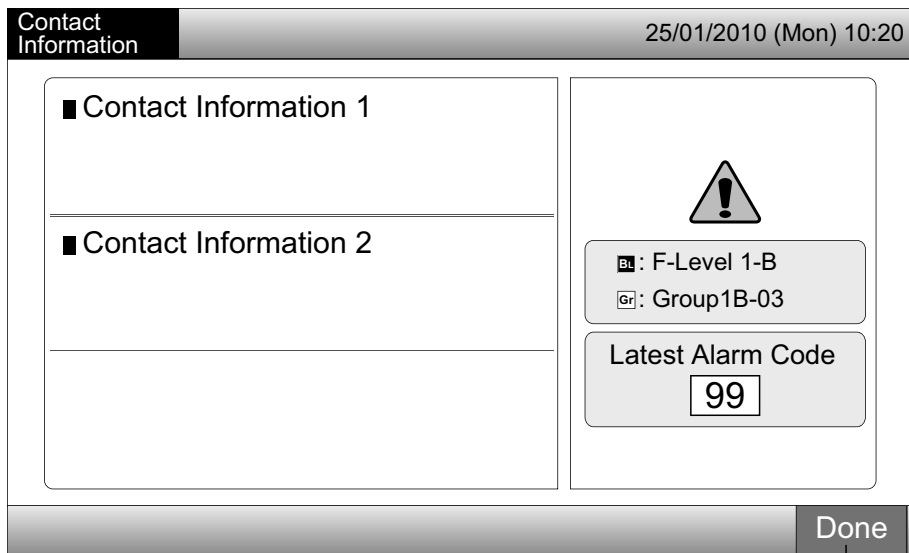 Contact
Information
25/01/2010 (Mon) 10:20
■ Contact Information 1
■ Contact Information 2
BL: F-Level 1-B
Gr: Group1B-03
Latest Alarm Code
99
Done